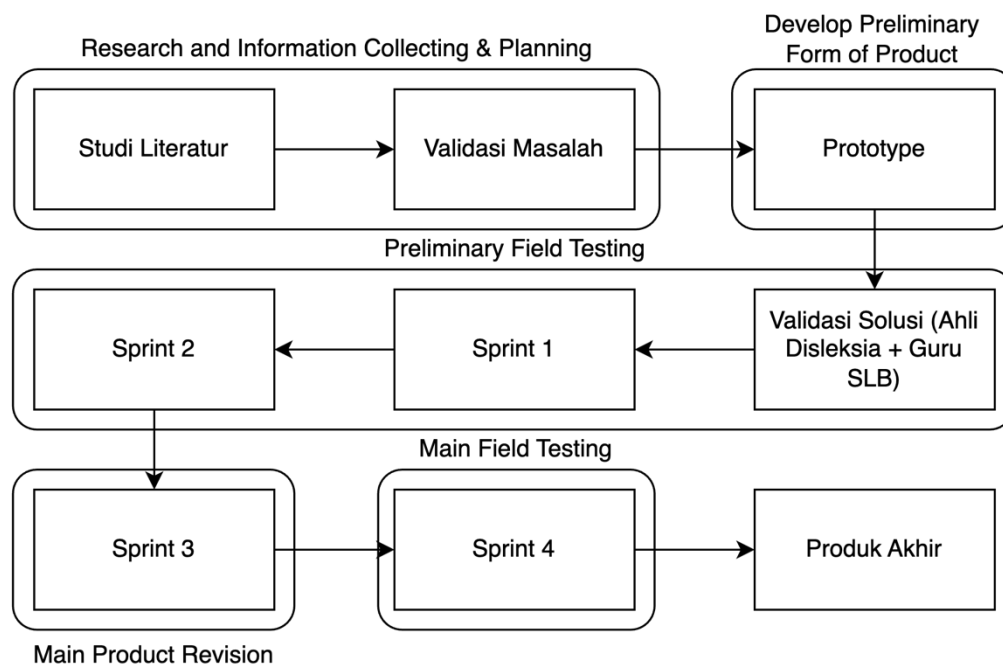 Research and Information Collecting & Planning
Develop Preliminary
Form of Product
Studi Literatur
Validasi Masalah
Prototype
Preliminary Field Testing
Sprint 2
Sprint 1
Validasi Solusi (Ahli
Disleksia + Guru
SLB)
Main Field Testing
Sprint 3
Sprint 4
Produk Akhir
Main Product Revision